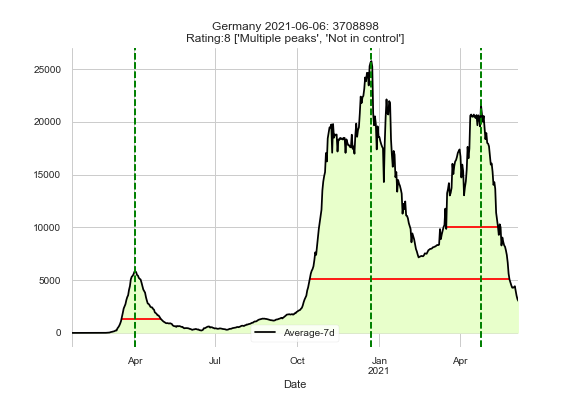 Germany 2021-06-06: 3708898
Rating:8 ['Multiple peaks', 'Not in control']
25000
20000
15000
10000
5000
0
Average-7d
Apr Jul Oct Jan Apr
2021
Date